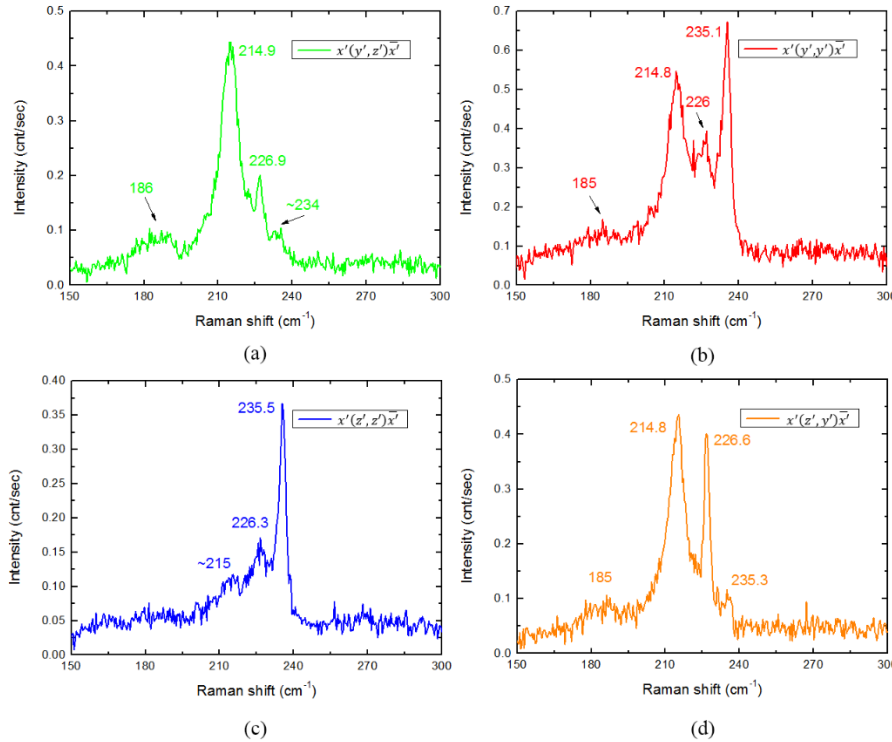 x′(y′, z′)x̄′
214.9
226.9
186
~234
Intensity (cnt/sec)
0.5
0.4
0.3
0.2
0.1
0.0
150 180 210 240 270 300
Raman shift (cm⁻¹)
(a)
x′(y′,y′)x̄′
235.1
214.8
226
185
Intensity (cnt/sec)
0.7
0.6
0.5
0.4
0.3
0.2
0.1
0.0
150 180 210 240 270 300
Raman shift (cm⁻¹)
(b)
x′(z′, z′)x̄′
235.5
226.3
~215
Intensity (cnt/sec)
0.40
0.35
0.30
0.25
0.20
0.15
0.10
0.05
0.00
150 180 210 240 270 300
Raman shift (cm⁻¹)
(c)
x′(z′, y′)x̄′
214.8
226.6
185
235.3
Intensity (cnt/sec)
0.5
0.4
0.3
0.2
0.1
0.0
150 180 210 240 270 300
Raman shift (cm⁻¹)
(d)